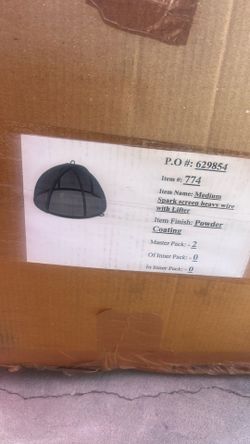 P.O #: 629854
Item #: 774
Item Name: Medium
Spark screen heavy wire
with Lifter
Item Finish: Powder
Coating
Master Pack: - 2
Of Inner Pack: - 0
In Inner Pack: - 0